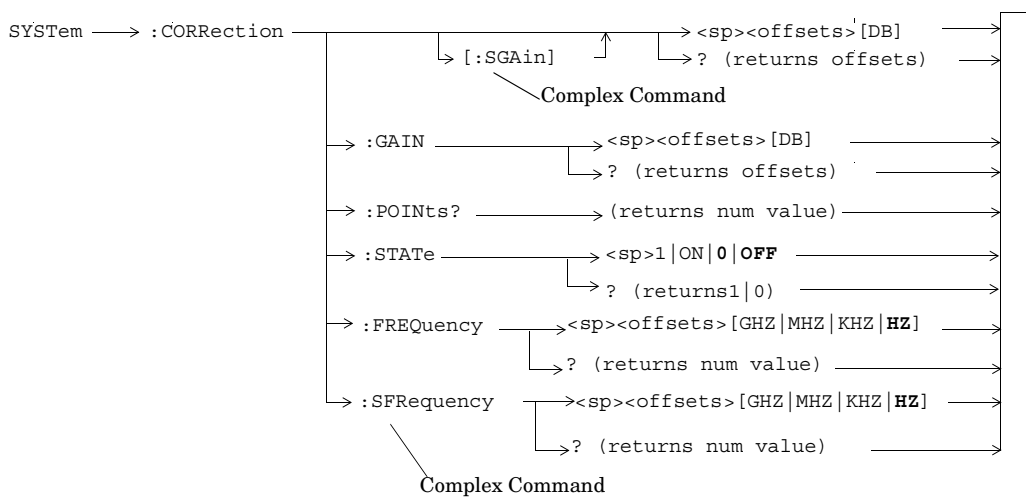 SYSTem :CORRection <sp><offsets>[DB]
[:SGAin] ? (returns offsets)
Complex Command
:GAIN <sp><offsets>[DB]
? (returns offsets)
:POINts? (returns num value)
:STATe <sp>1|ON|0|OFF
? (returns1|0)
:FREQuency <sp><offsets>[GHZ|MHZ|KHZ|HZ]
? (returns num value)
:SFRequency <sp><offsets>[GHZ|MHZ|KHZ|HZ]
? (returns num value)
Complex Command